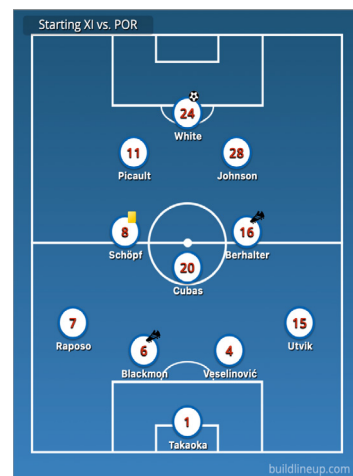 Starting XI vs. POR
24
White
11
Picault
28
Johnson
8
Schöpf
16
Berhalter
20
Cubas
7
Raposo
15
Utvik
6
Blackmon
4
Veselinović
1
Takaoka
buildlineup.com